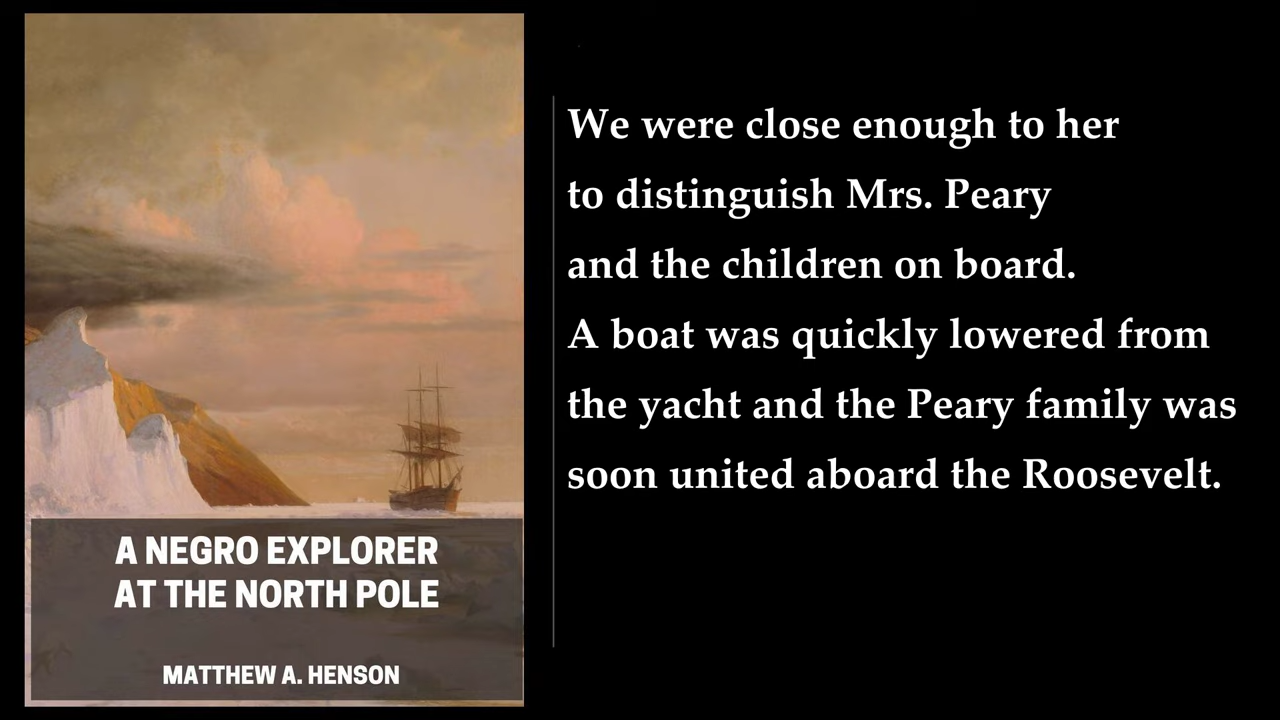 We were close enough to her
to distinguish Mrs. Peary
and the children on board.
A boat was quickly lowered from
the yacht and the Peary family was
soon united aboard the Roosevelt.
A NEGRO EXPLORER
AT THE NORTH POLE
MATTHEW A. HENSON